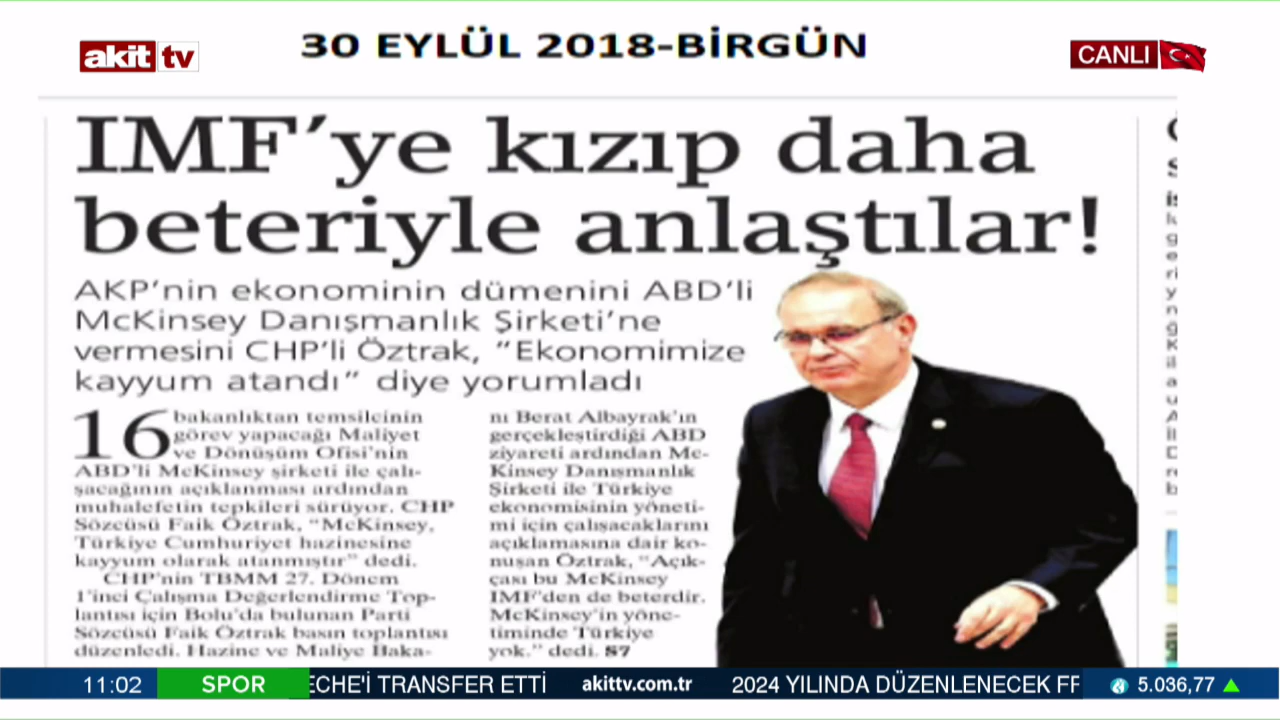 akit tv
30 EYLÜL 2018-BİRGÜN
CANLI
IMF'ye kızıp daha
beteriyle anlaştılar!
AKP'nin ekonominin dümenini ABD'li
McKinsey Danışmanlık Şirketi'ne
vermesini CHP'li Öztrak, "Ekonomimize
kayyum atandı" diye yorumladı
16 bakanlıktan temsilcinin
görev yapacağı Maliyet
ve Dönüşüm Ofisi'nin
ABD'li McKinsey şirketi ile çalı-
şacağının açıklanması ardından
muhalefetin tepkileri sürüyor. CHP
Sözcüsü Faik Öztrak, "McKinsey,
Türkiye Cumhuriyet hazinesine
kayyum olarak atanmıştır" dedi.
CHP'nin TBMM 27. Dönem
1'inci Çalışma Değerlendirme Top-
lantısı için Bolu'da bulunan Parti
Sözcüsü Faik Öztrak basın toplantısı
düzenledi. Hazine ve Maliye Baka-
nı Berat Albayrak'ın
gerçekleştirdiği ABD
ziyareti ardından Mc-
Kinsey Danışmanlık
Şirketi ile Türkiye
ekonomisinin yöneti-
mi için çalışacaklarını
açıklamasına dair ko-
nuşan Öztrak, "Açık-
çası bu McKinsey
IMF'den de beterdir.
McKinsey'in yöne-
timinde Türkiye
yok." dedi. S7
11:02 SPOR ECHE'İ TRANSFER ETTİ akittv.com.tr 2024 YILINDA DÜZENLENECEK FF 5.036,77